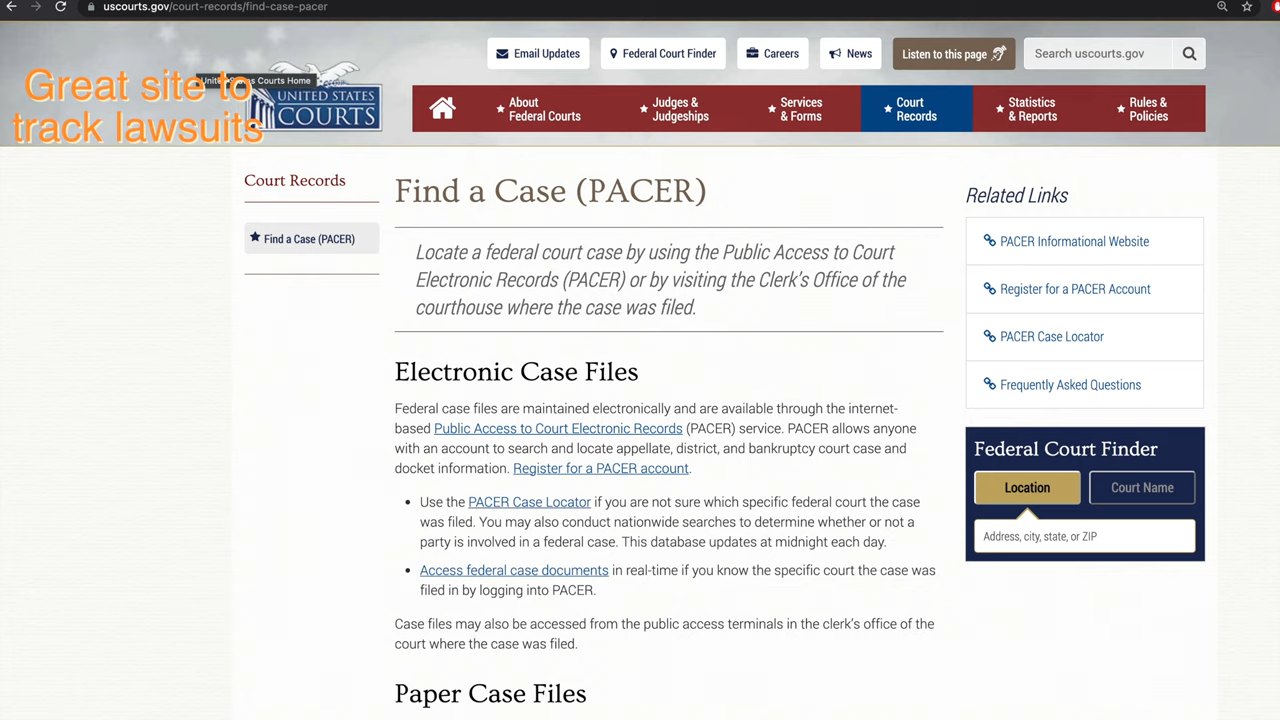 uscourts.gov/court-records/find-case-pacer
Email Updates
Federal Court Finder
Careers
News
Listen to this page
Search uscourts.gov
Great site to
track lawsuits
United States Courts Home
UNITED STATES
COURTS
About
Federal Courts
Judges &
Judgeships
Services
& Forms
Court
Records
Statistics
& Reports
Rules &
Policies
Court Records
Find a Case (PACER)
Find a Case (PACER)
Locate a federal court case by using the Public Access to Court
Electronic Records (PACER) or by visiting the Clerk's Office of the
courthouse where the case was filed.
Electronic Case Files
Federal case files are maintained electronically and are available through the internet-
based Public Access to Court Electronic Records (PACER) service. PACER allows anyone
with an account to search and locate appellate, district, and bankruptcy court case and
docket information. Register for a PACER account.
• Use the PACER Case Locator if you are not sure which specific federal court the case
was filed. You may also conduct nationwide searches to determine whether or not a
party is involved in a federal case. This database updates at midnight each day.
• Access federal case documents in real-time if you know the specific court the case was
filed in by logging into PACER.
Case files may also be accessed from the public access terminals in the clerk's office of the
court where the case was filed.
Paper Case Files
Related Links
PACER Informational Website
Register for a PACER Account
PACER Case Locator
Frequently Asked Questions
Federal Court Finder
Location
Court Name
Address, city, state, or ZIP